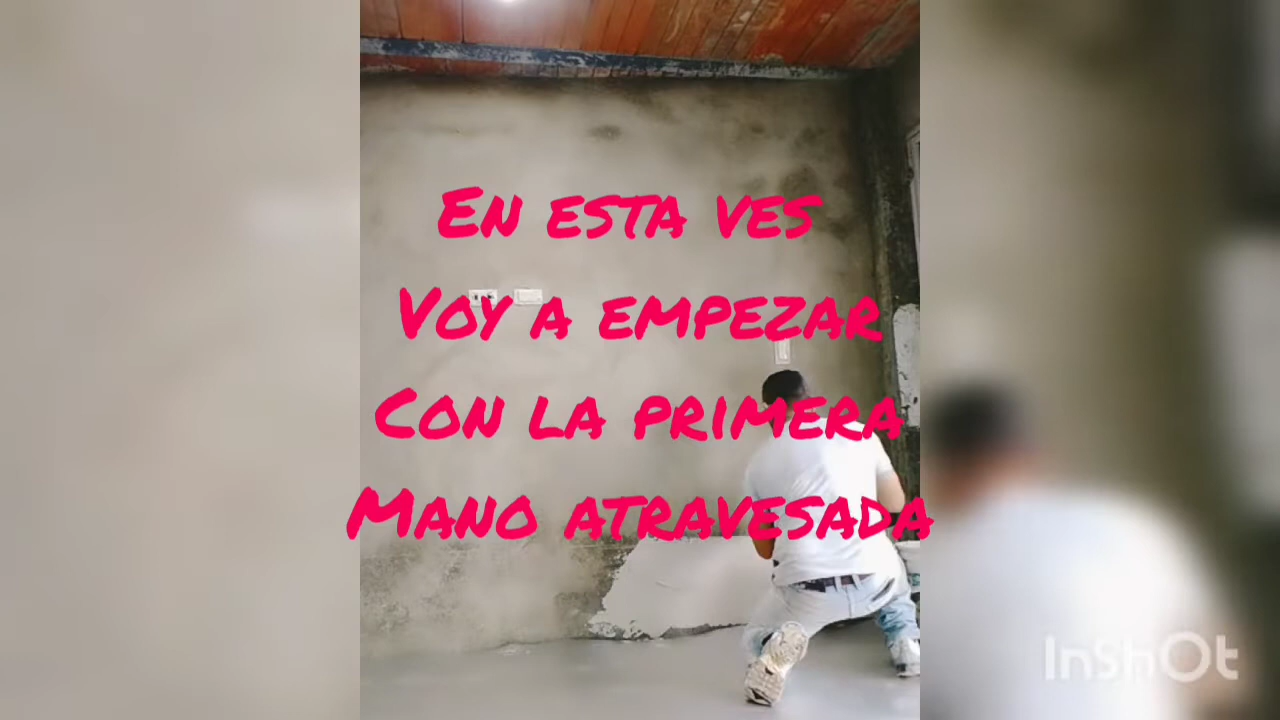 En esta ves
Voy a empezar
Con la primera
Mano atravesada
InShOt